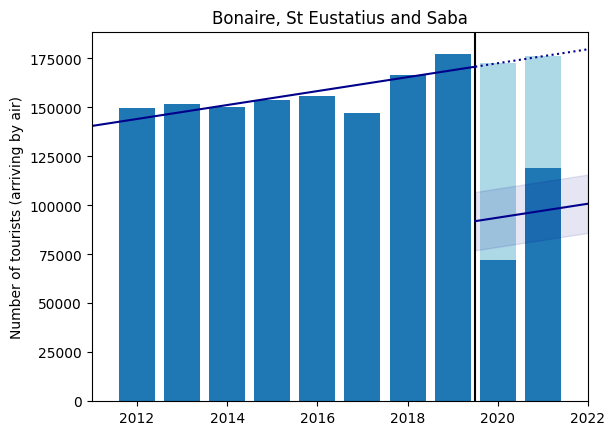 Bonaire, St Eustatius and Saba
Number of tourists (arriving by air)
175000
150000
125000
100000
75000
50000
25000
0
2012 2014 2016 2018 2020 2022